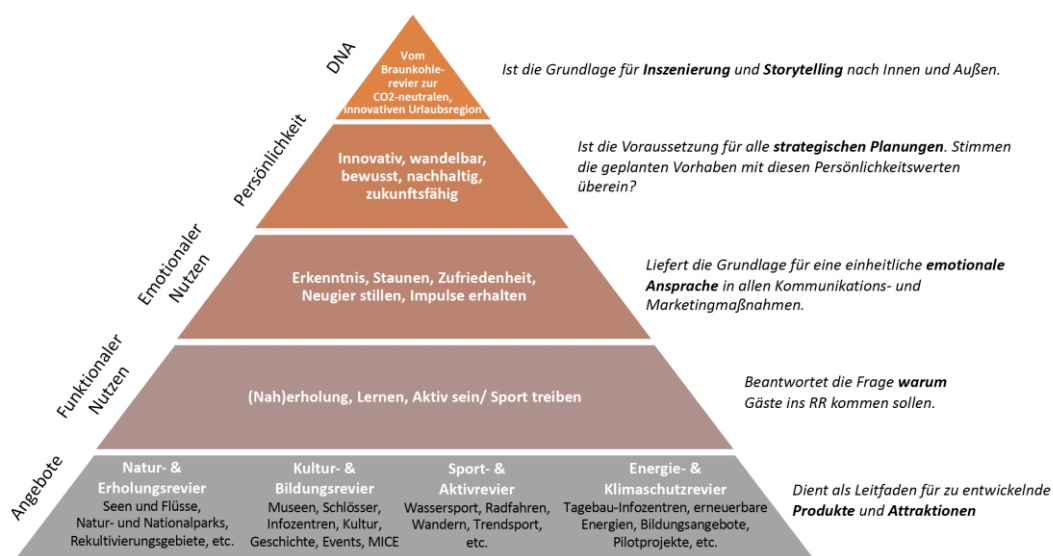 DNA
Vom
Braunkohle-
revier zur
CO2-neutralen,
innovativen Urlaubsregion
Ist die Grundlage für Inszenierung und Storytelling nach Innen und Außen.
Persönlichkeit
Innovativ, wandelbar,
bewusst, nachhaltig,
zukunftsfähig
Ist die Voraussetzung für alle strategischen Planungen. Stimmen
die geplanten Vorhaben mit diesen Persönlichkeitswerten
überein?
Emotionaler
Nutzen
Erkenntnis, Staunen, Zufriedenheit,
Neugier stillen, Impulse erhalten
Liefert die Grundlage für eine einheitliche emotionale
Ansprache in allen Kommunikations- und
Marketingmaßnahmen.
Funktionaler
Nutzen
(Nah)erholung, Lernen, Aktiv sein/ Sport treiben
Beantwortet die Frage warum
Gäste ins RR kommen sollen.
Angebote
Natur- &
Erholungsrevier
Seen und Flüsse,
Natur- und Nationalparks,
Rekultivierungsgebiete, etc.
Kultur- &
Bildungsrevier
Museen, Schlösser,
Infozentren, Kultur,
Geschichte, Events, MICE
Sport- &
Aktivrevier
Wassersport, Radfahren,
Wandern, Trendsport,
etc.
Energie- &
Klimaschutzrevier
Tagebau-Infozentren, erneuerbare
Energien, Bildungsangebote,
Pilotprojekte, etc.
Dient als Leitfaden für zu entwickelnde
Produkte und Attraktionen